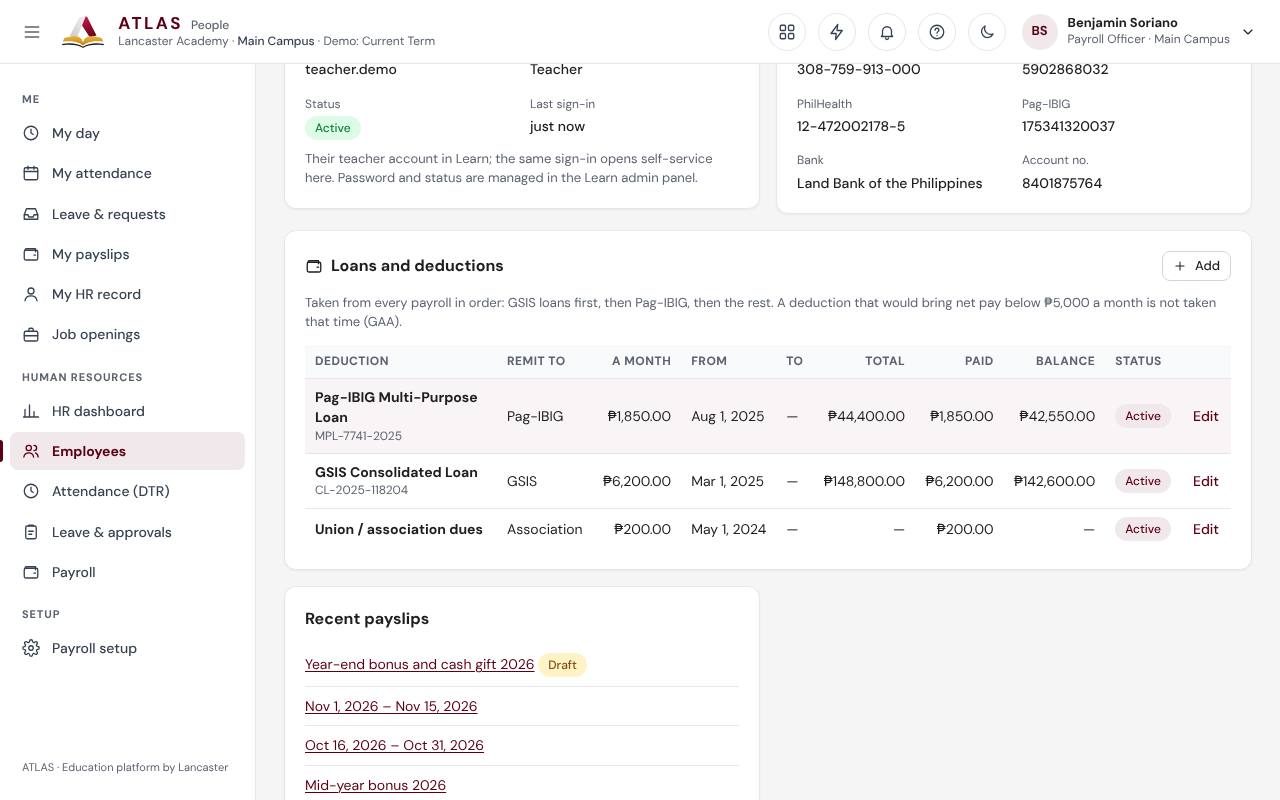 ATLAS People
Lancaster Academy · Main Campus · Demo: Current Term
BS
Benjamin Soriano
Payroll Officer · Main Campus
ME
My day
My attendance
Leave & requests
My payslips
My HR record
Job openings
HUMAN RESOURCES
HR dashboard
Employees
Attendance (DTR)
Leave & approvals
Payroll
SETUP
Payroll setup
ATLAS · Education platform by Lancaster
teacher.demo Teacher
Status Last sign-in
Active just now
Their teacher account in Learn; the same sign-in opens self-service
here. Password and status are managed in the Learn admin panel.
308-759-913-000 5902868032
PhilHealth Pag-IBIG
12-472002178-5 175341320037
Bank Account no.
Land Bank of the Philippines 8401875764
Loans and deductions
Add
Taken from every payroll in order: GSIS loans first, then Pag-IBIG, then the rest. A deduction that would bring net pay below ₱5,000 a month is not taken
that time (GAA).
DEDUCTION REMIT TO A MONTH FROM TO TOTAL PAID BALANCE STATUS
Pag-IBIG Multi-Purpose
Loan
MPL-7741-2025
Pag-IBIG ₱1,850.00 Aug 1, 2025 — ₱44,400.00 ₱1,850.00 ₱42,550.00 Active Edit
GSIS Consolidated Loan
CL-2025-118204
GSIS ₱6,200.00 Mar 1, 2025 — ₱148,800.00 ₱6,200.00 ₱142,600.00 Active Edit
Union / association dues Association ₱200.00 May 1, 2024 — — ₱200.00 — Active Edit
Recent payslips
Year-end bonus and cash gift 2026 Draft
Nov 1, 2026 – Nov 15, 2026
Oct 16, 2026 – Oct 31, 2026
Mid-year bonus 2026